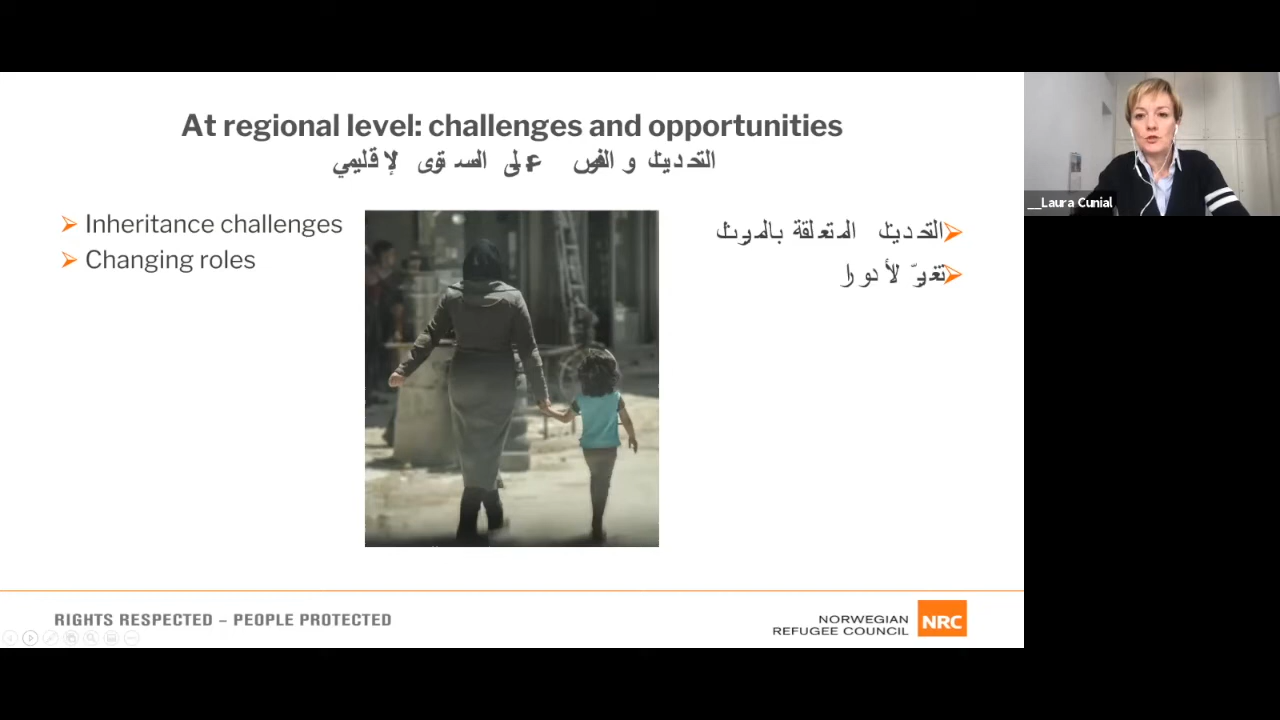 At regional level: challenges and opportunities
التحديات و الفرص على المستوى الإقليمي
Inheritance challenges
Changing roles
التحديات المتعلقة بالميراث
تغيّر الأدوار
RIGHTS RESPECTED – PEOPLE PROTECTED
NORWEGIAN
REFUGEE COUNCIL
NRC
__Laura Cunial